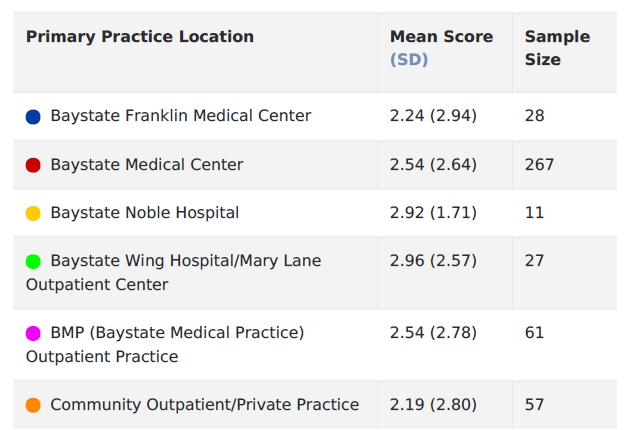 Primary Practice Location Mean Score Sample
(SD) Size
Baystate Franklin Medical Center 2.24 (2.94) 28
Baystate Medical Center 2.54 (2.64) 267
Baystate Noble Hospital 2.92 (1.71) 11
Baystate Wing Hospital/Mary Lane 2.96 (2.57) 27
Outpatient Center
BMP (Baystate Medical Practice) 2.54 (2.78) 61
Outpatient Practice
Community Outpatient/Private Practice 2.19 (2.80) 57